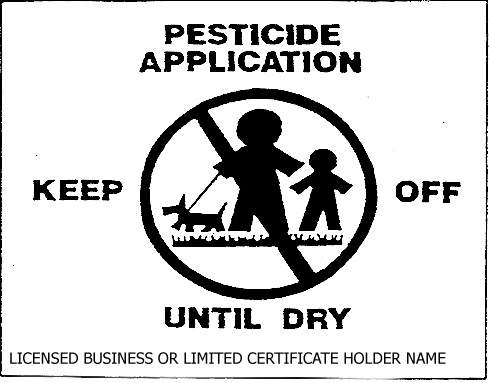 PESTICIDE
APPLICATION
KEEP OFF
UNTIL DRY
LICENSED BUSINESS OR LIMITED CERTIFICATE HOLDER NAME